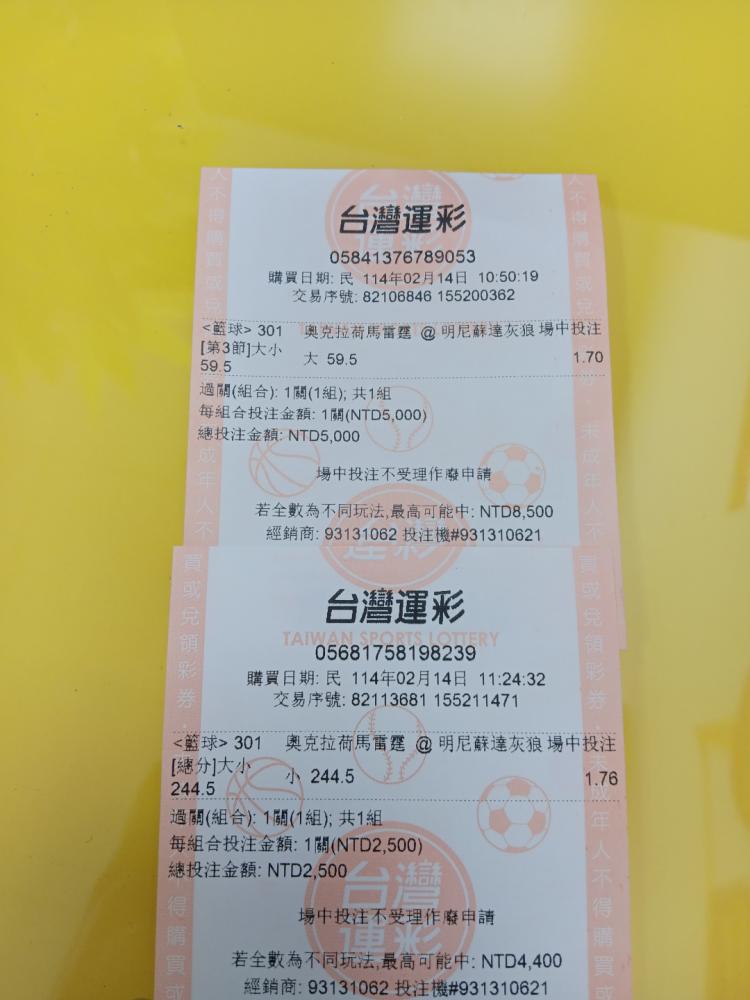 台灣運彩
05841376789053
購買日期: 民 114年02月14日 10:50:19
交易序號: 82106846 155200362
<籃球> 301 奧克拉荷馬雷霆 @ 明尼蘇達灰狼 場中投注
[第3節]大小
59.5
大 59.5 1.70
過關(組合): 1關(1組); 共1組
每組合投注金額: 1關(NTD5,000)
總投注金額: NTD5,000
場中投注不受理作廢申請
若全數為不同玩法,最高可能中: NTD8,500
經銷商: 93131062 投注機#931310621
台灣運彩
TAIWAN SPORTS LOTTERY
05681758198239
購買日期: 民 114年02月14日 11:24:32
交易序號: 82113681 155211471
<籃球> 301 奧克拉荷馬雷霆 @ 明尼蘇達灰狼 場中投注
[總分]大小
244.5
小 244.5 1.76
過關(組合): 1關(1組); 共1組
每組合投注金額: 1關(NTD2,500)
總投注金額: NTD2,500
場中投注不受理作廢申請
若全數為不同玩法,最高可能中: NTD4,400
經銷商: 93131062 投注機#931310621